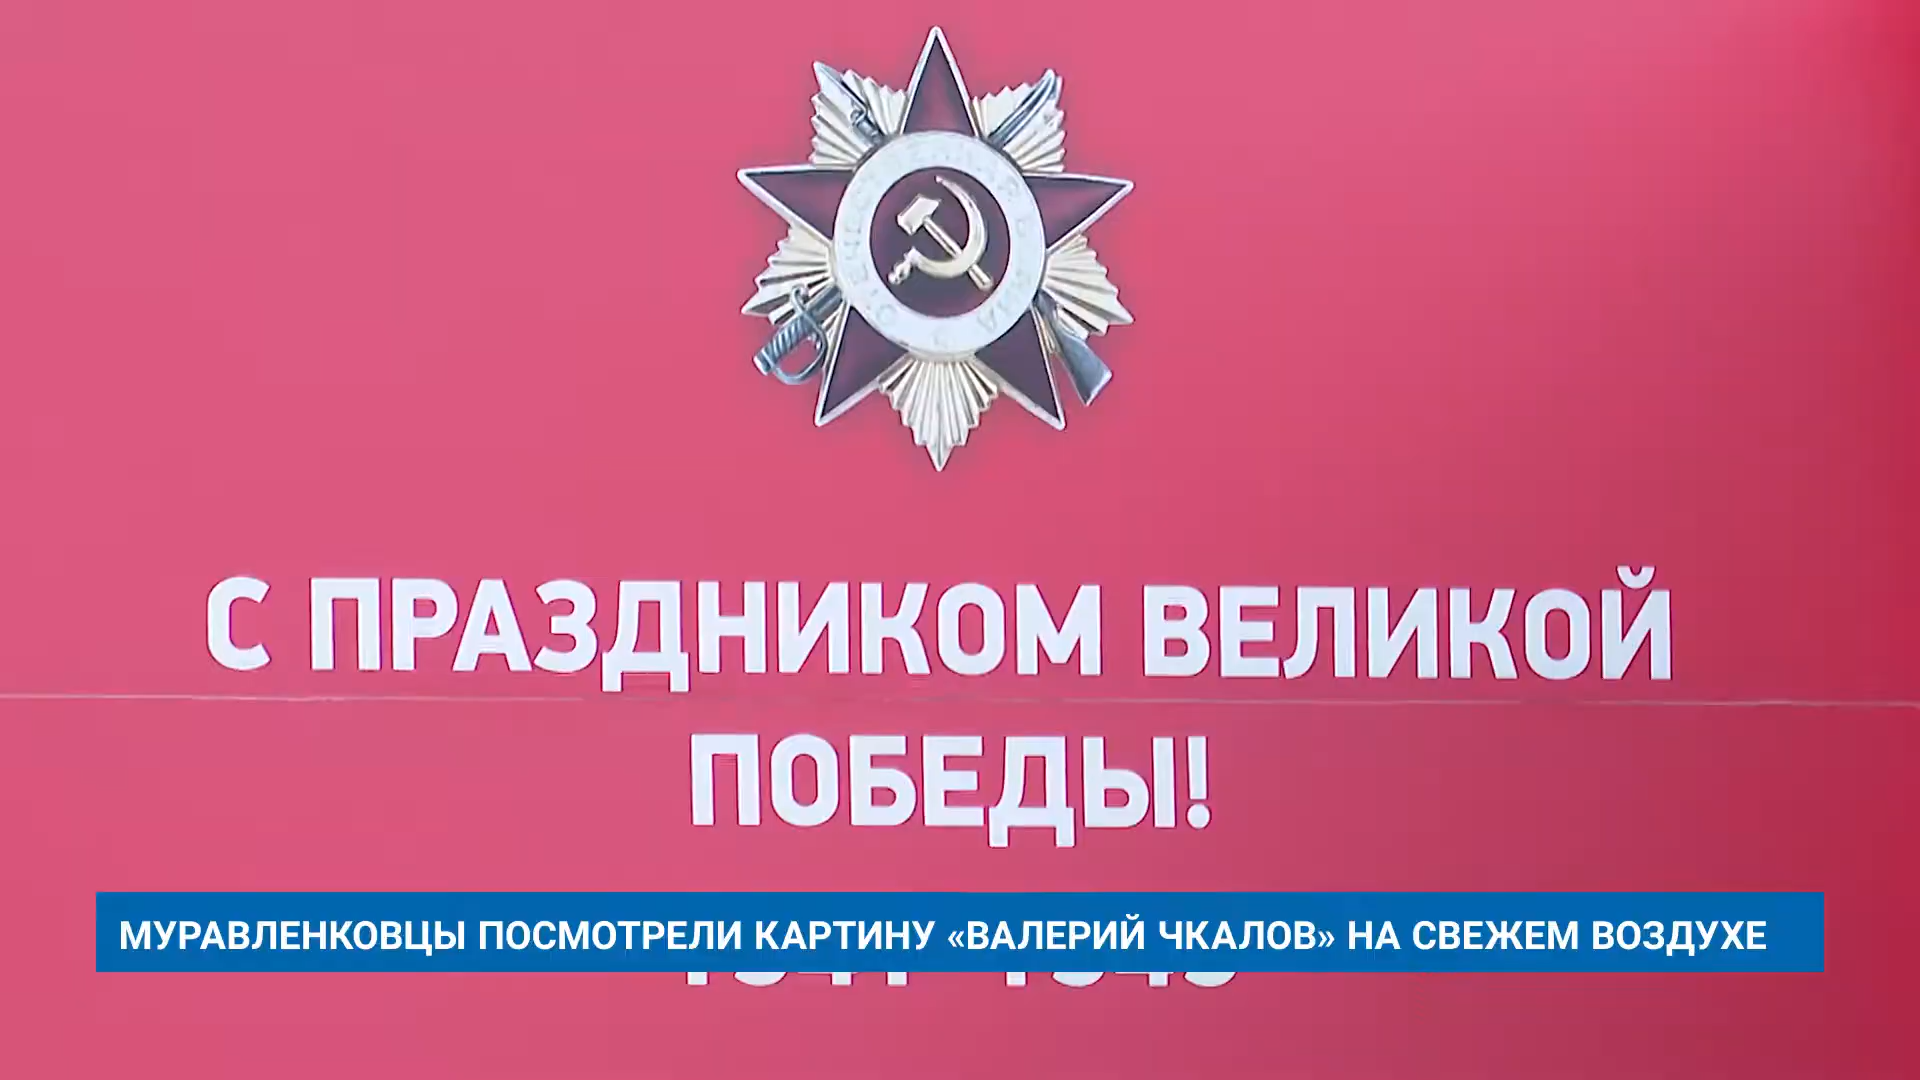 С ПРАЗДНИКОМ ВЕЛИКОЙ
ПОБЕДЫ!
МУРАВЛЕНКОВЦЫ ПОСМОТРЕЛИ КАРТИНУ «ВАЛЕРИЙ ЧКАЛОВ» НА СВЕЖЕМ ВОЗДУХЕ